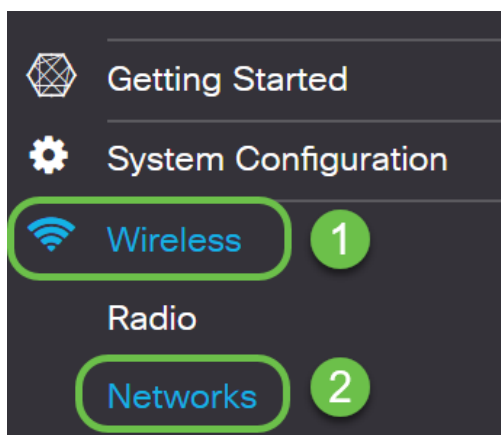 Getting Started
System Configuration
Wireless 1
Radio
Networks 2